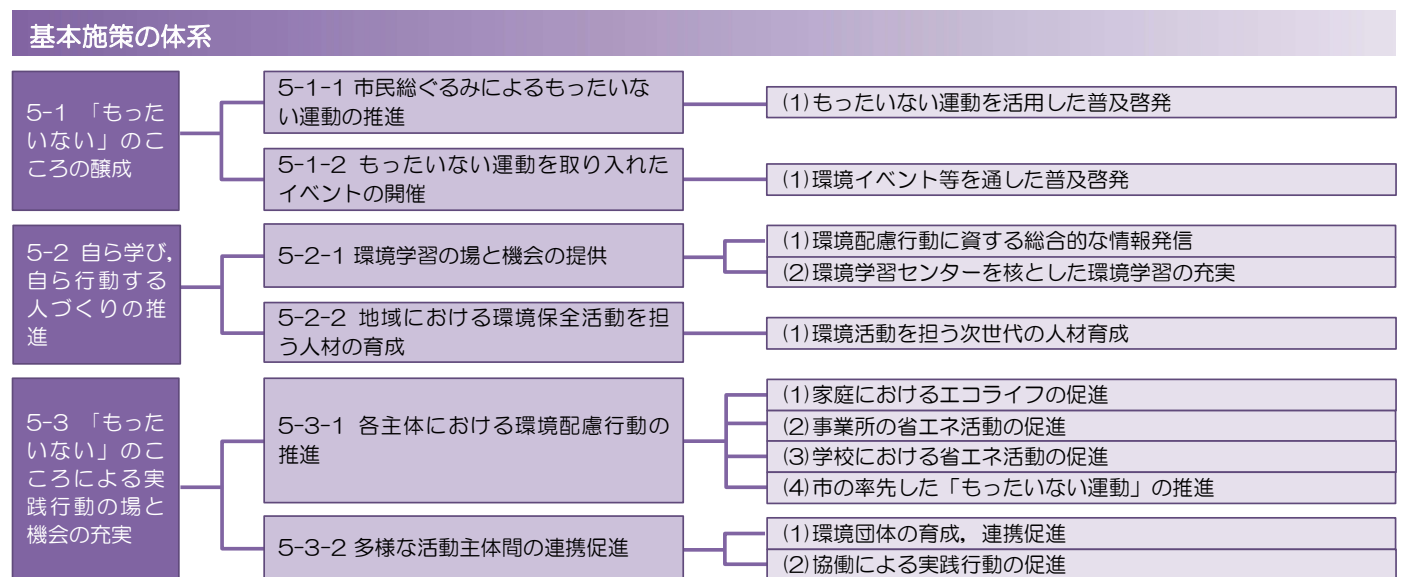 基本施策の体系
5-1 「もった
いない」のこ
ころの醸成
5-1-1 市民総ぐるみによるもったいな
い運動の推進
(1)もったいない運動を活用した普及啓発
5-1-2 もったいない運動を取り入れた
イベントの開催
(1)環境イベント等を通した普及啓発
5-2 自ら学び,
自ら行動する
人づくりの推
進
5-2-1 環境学習の場と機会の提供
(1)環境配慮行動に資する総合的な情報発信
(2)環境学習センターを核とした環境学習の充実
5-2-2 地域における環境保全活動を担
う人材の育成
(1)環境活動を担う次世代の人材育成
5-3 「もった
いない」のこ
ころによる実
践行動の場と
機会の充実
5-3-1 各主体における環境配慮行動の
推進
(1)家庭におけるエコライフの促進
(2)事業所の省エネ活動の促進
(3)学校における省エネ活動の促進
(4)市の率先した「もったいない運動」の推進
5-3-2 多様な活動主体間の連携促進
(1)環境団体の育成，連携促進
(2)協働による実践行動の促進